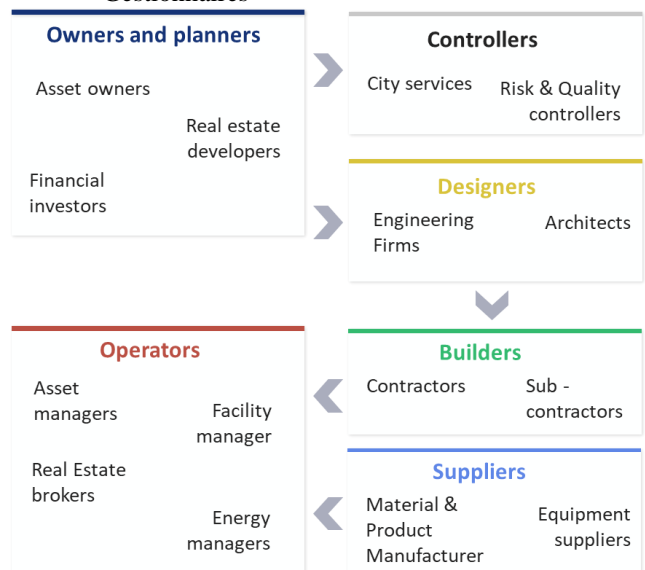 Gestionnaires
Owners and planners
Asset owners
Real estate
developers
Financial
investors
Controllers
City services
Risk & Quality
controllers
Designers
Engineering
Firms
Architects
Operators
Asset
managers
Facility
manager
Real Estate
brokers
Energy
managers
Builders
Contractors
Sub -
contractors
Suppliers
Material &
Product
Manufacturer
Equipment
suppliers